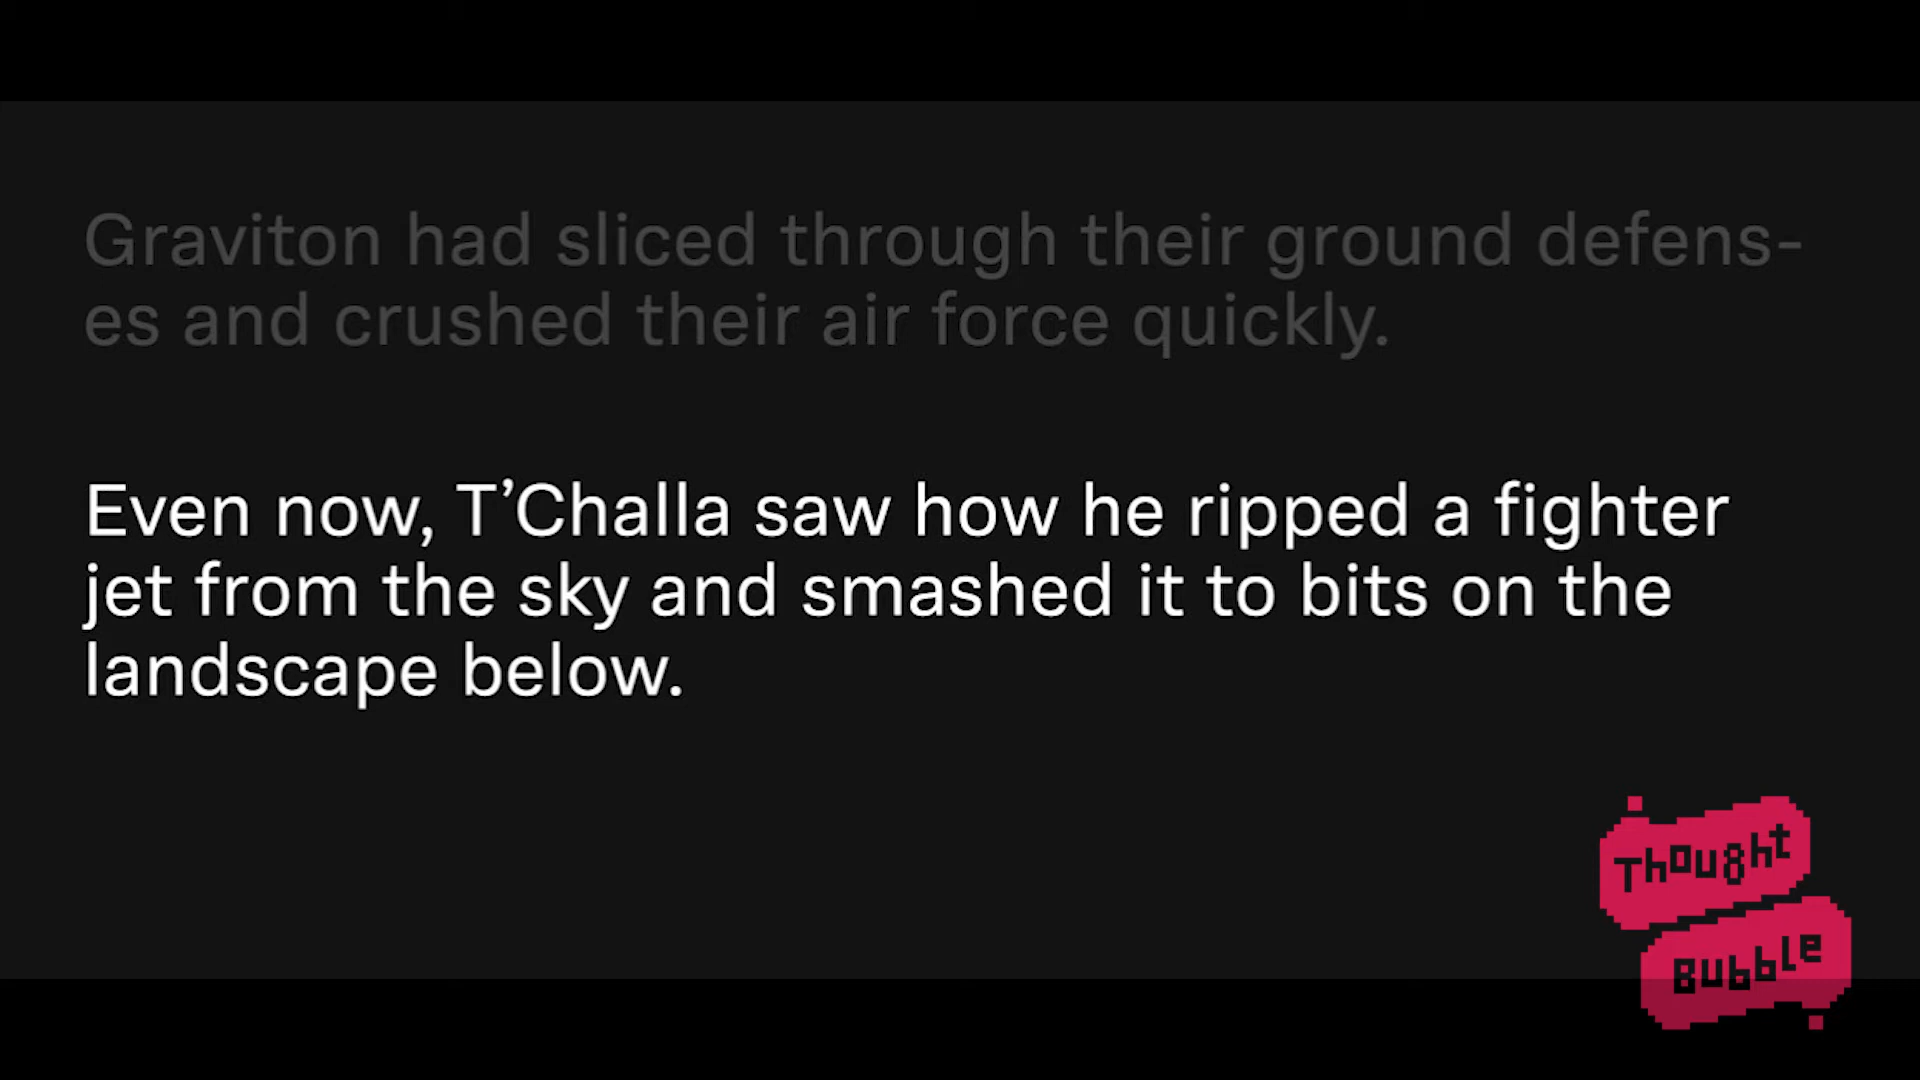 Graviton had sliced through their ground defens-
es and crushed their air force quickly.
Even now, T’Challa saw how he ripped a fighter
jet from the sky and smashed it to bits on the
landscape below.
Thought
Bubble